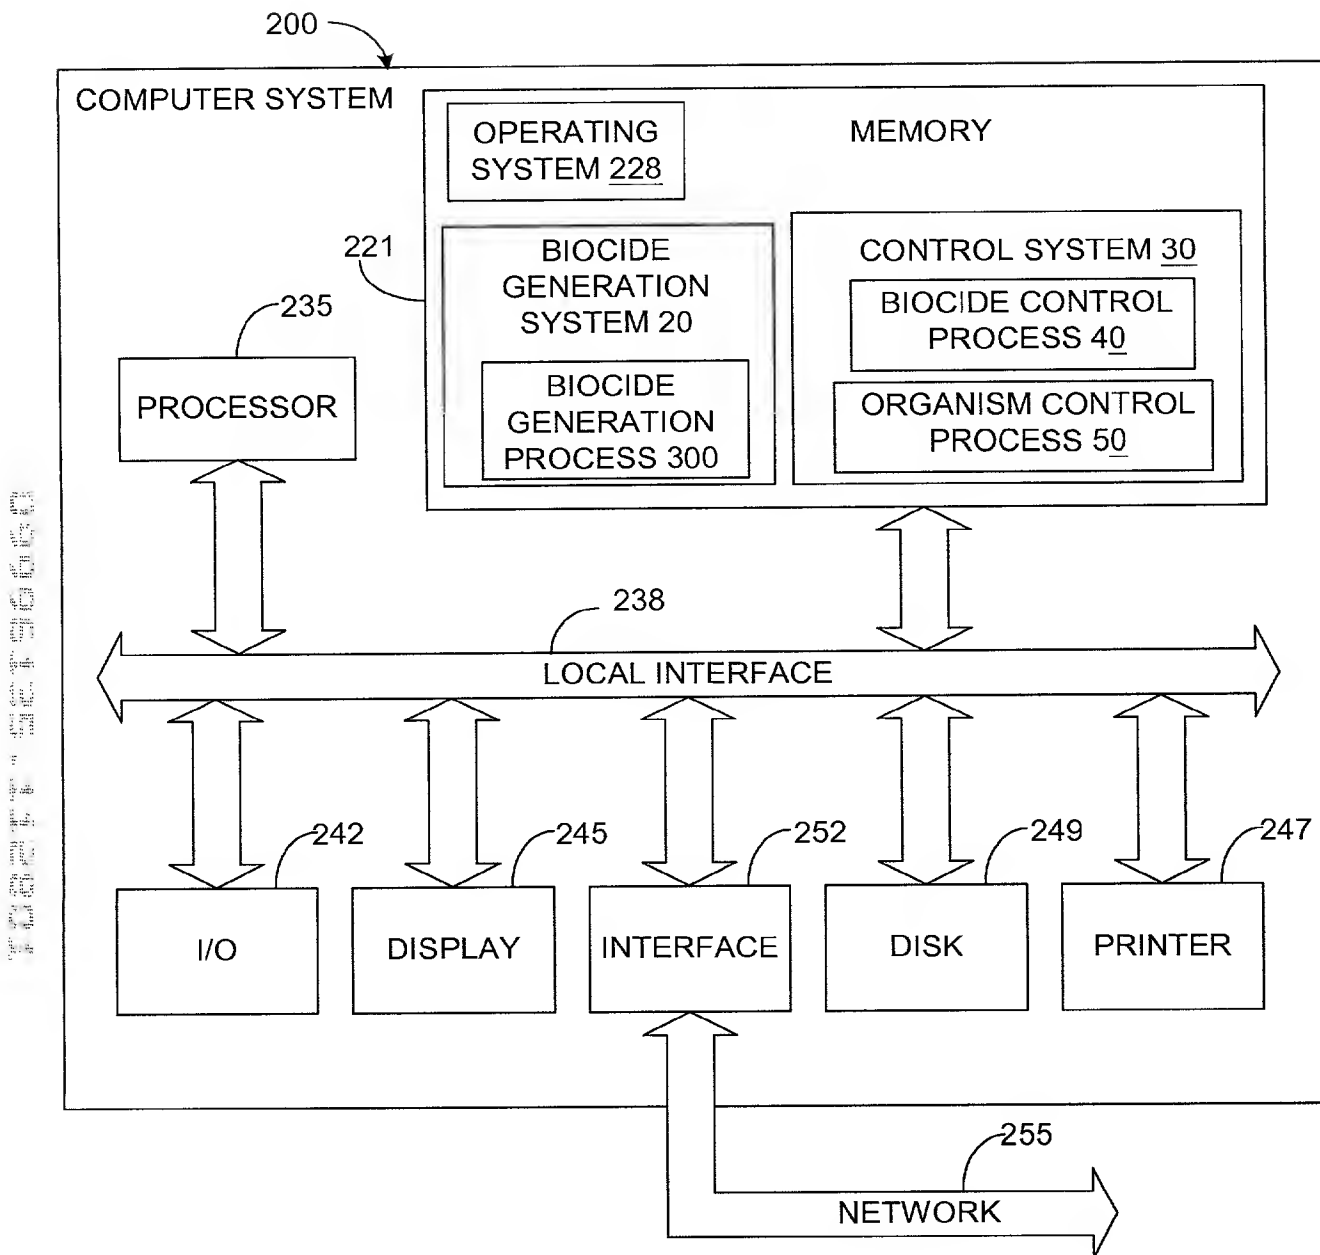 200
COMPUTER SYSTEM
OPERATING
SYSTEM 228
MEMORY
221
BIOCIDE
GENERATION
SYSTEM 20
BIOCIDE
GENERATION
PROCESS 300
CONTROL SYSTEM 30
BIOCIDE CONTROL
PROCESS 40
ORGANISM CONTROL
PROCESS 50
235
PROCESSOR
238
LOCAL INTERFACE
242
245
252
249
247
I/O
DISPLAY
INTERFACE
DISK
PRINTER
255
NETWORK